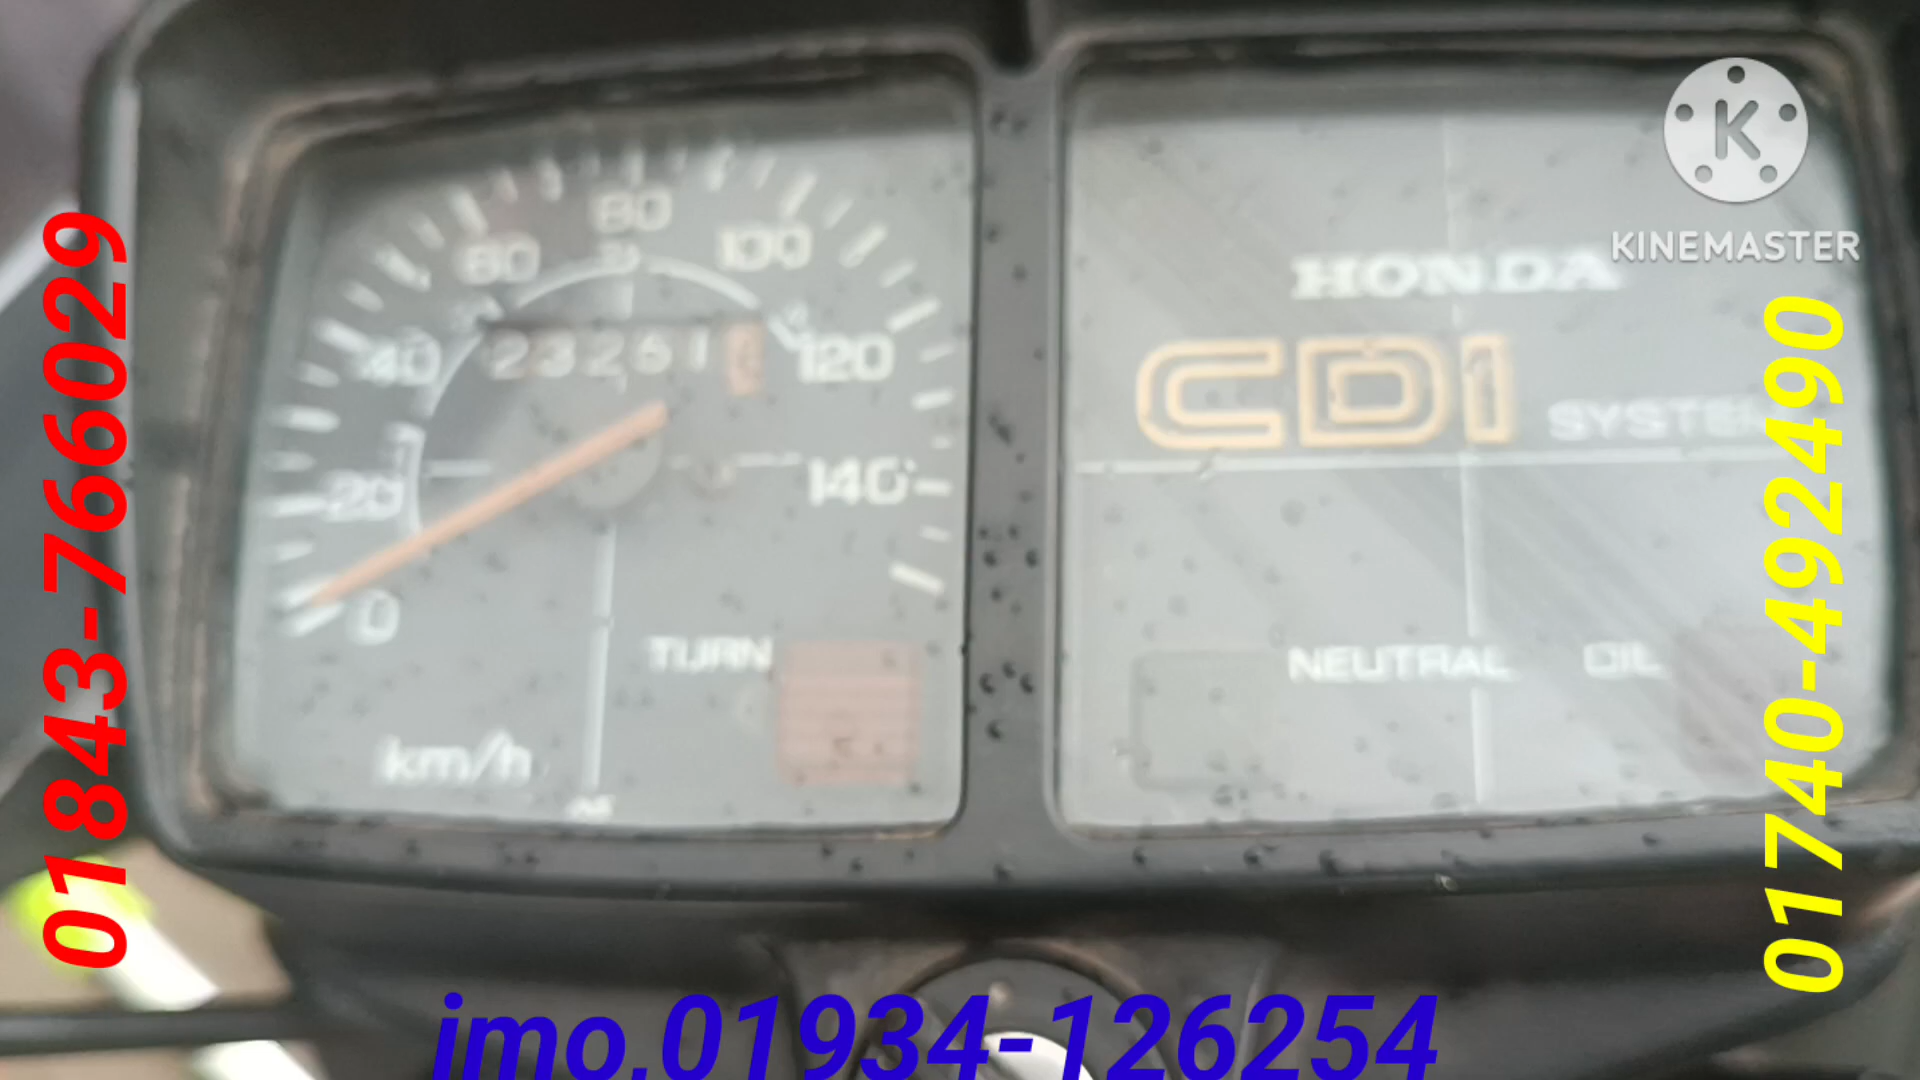 01843-766029
80
60
100
40
23261
120
20
140
0
TURN
km/h
KINEMASTER
HONDA
CDI
SYSTEM
NEUTRAL OIL
01740-492490
imo.01934-126254